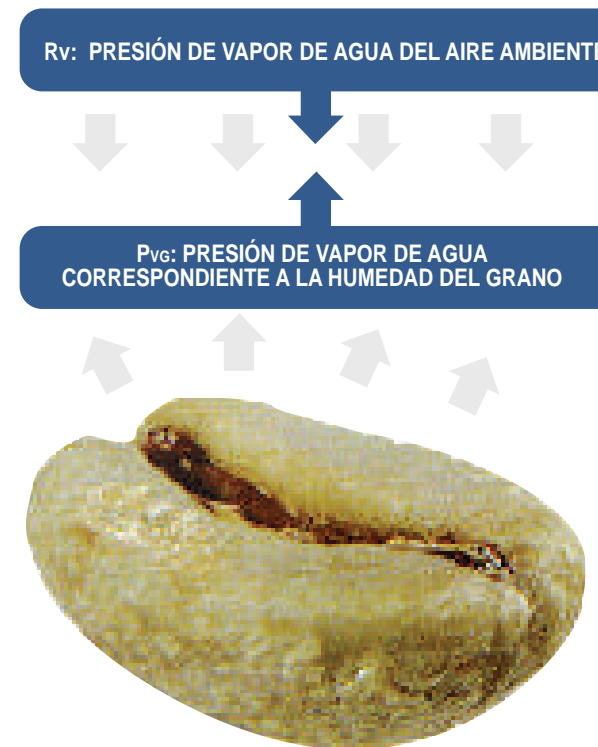 Rv: PRESIÓN DE VAPOR DE AGUA DEL AIRE AMBIENTE
PVG: PRESIÓN DE VAPOR DE AGUA
CORRESPONDIENTE A LA HUMEDAD DEL GRANO